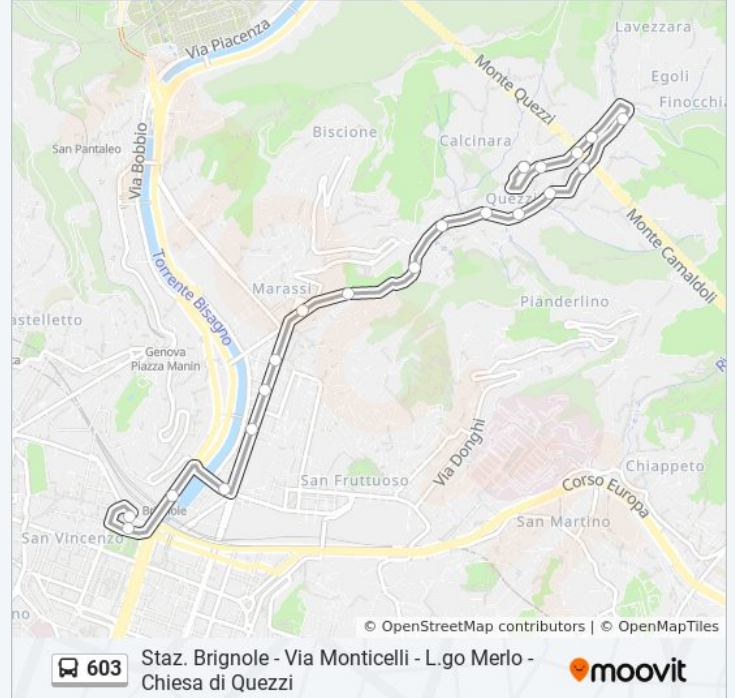 Lavezzara
Via Piacenza
Monte Quezzi
Egoli
Finocchia
Biscione
Calcinara
San Pantaleo
Via Bobbio
Quezzi
Monte Camaldoli
Torrente Bisagno
Marassi
Pianderlino
astelletto
Genova
Piazza Manin
Via Donghi
Chiappeto
San Fruttuoso
Corso Europa
San Martino
San Vincenzo
© OpenStreetMap contributors | © OpenMapTiles
603
Staz. Brignole - Via Monticelli - L.go Merlo -
Chiesa di Quezzi
moovit